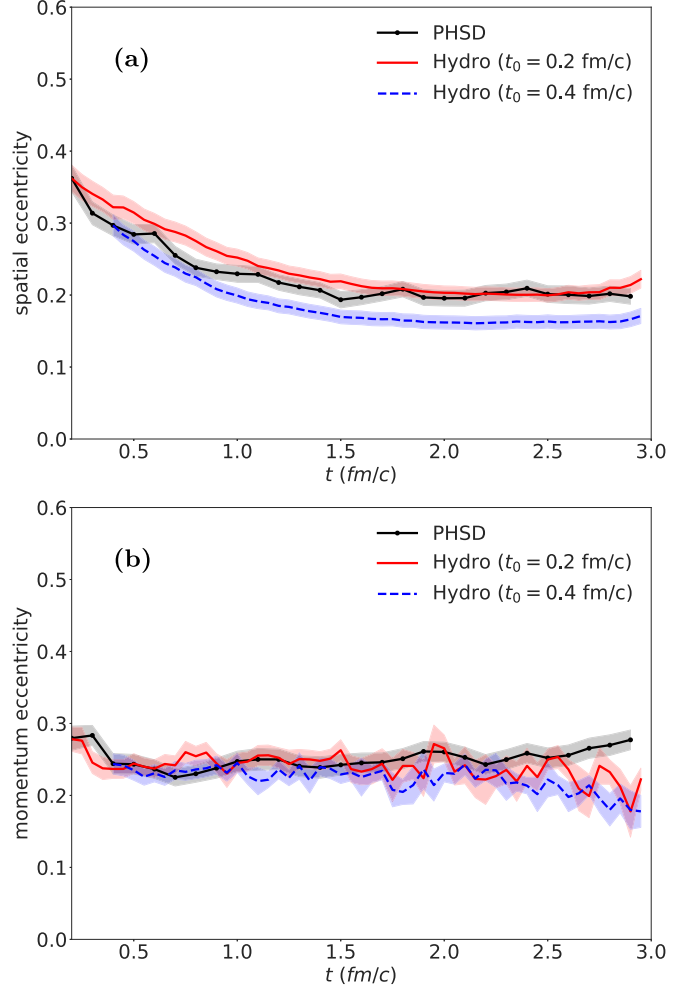 0.6
PHSD
(a)
Hydro (t₀ = 0.2 fm/c)
0.5
Hydro (t₀ = 0.4 fm/c)
0.4
0.3
0.2
0.1
0.0
spatial eccentricity
0.5 1.0 1.5 2.0 2.5 3.0
t (fm/c)
0.6
PHSD
(b)
Hydro (t₀ = 0.2 fm/c)
0.5
Hydro (t₀ = 0.4 fm/c)
0.4
0.3
0.2
0.1
0.0
momentum eccentricity
0.5 1.0 1.5 2.0 2.5 3.0
t (fm/c)